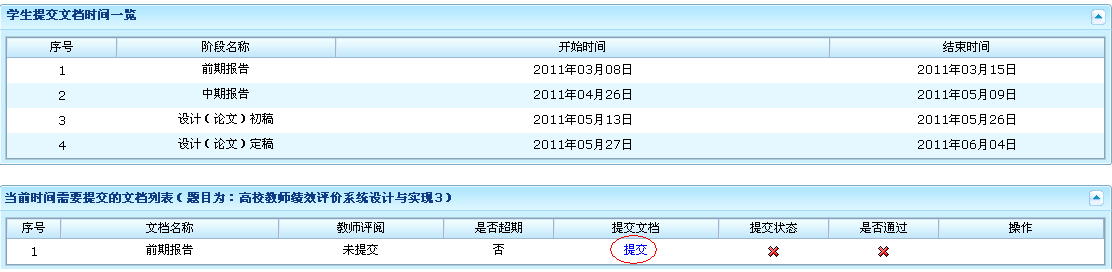 学生提交文档时间一览
序号 阶段名称 开始时间 结束时间
1 前期报告 2011年03月08日 2011年03月15日
2 中期报告 2011年04月26日 2011年05月09日
3 设计(论文)初稿 2011年05月13日 2011年05月26日
4 设计(论文)定稿 2011年05月27日 2011年06月04日
当前时间需要提交的文档列表(题目为:高校教师绩效评价系统设计与实现3)
序号 文档名称 教师评阅 是否超期 提交文档 提交状态 是否通过 操作
1 前期报告 未提交 否 提交